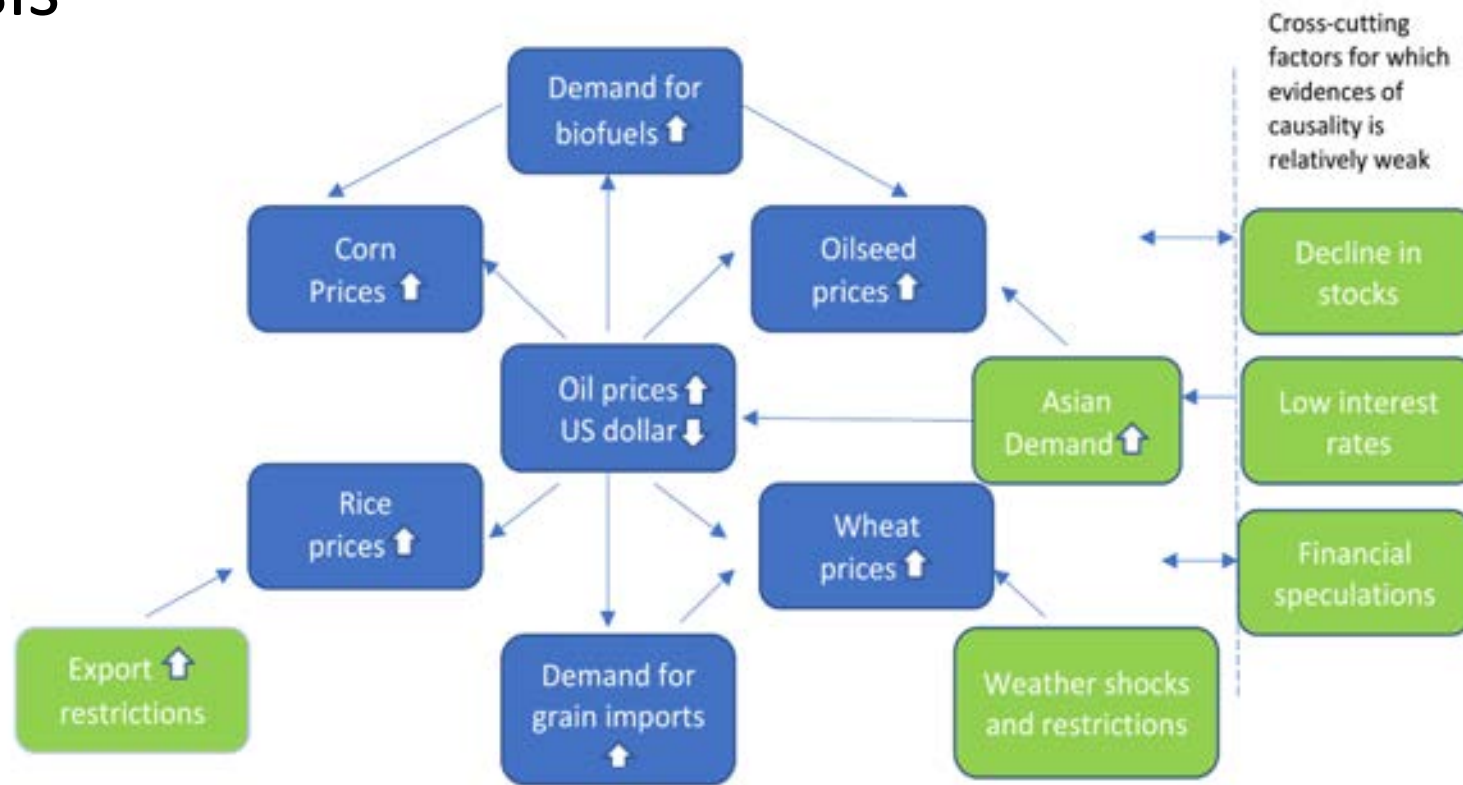 Cross-cutting
factors for which
evidences of
causality is
relatively weak
Demand for
biofuels
Corn
Prices
Oilseed
prices
Decline in
stocks
Oil prices
US dollar
Asian
Demand
Low interest
rates
Rice
prices
Wheat
prices
Financial
speculations
Export
restrictions
Demand for
grain imports
Weather shocks
and restrictions